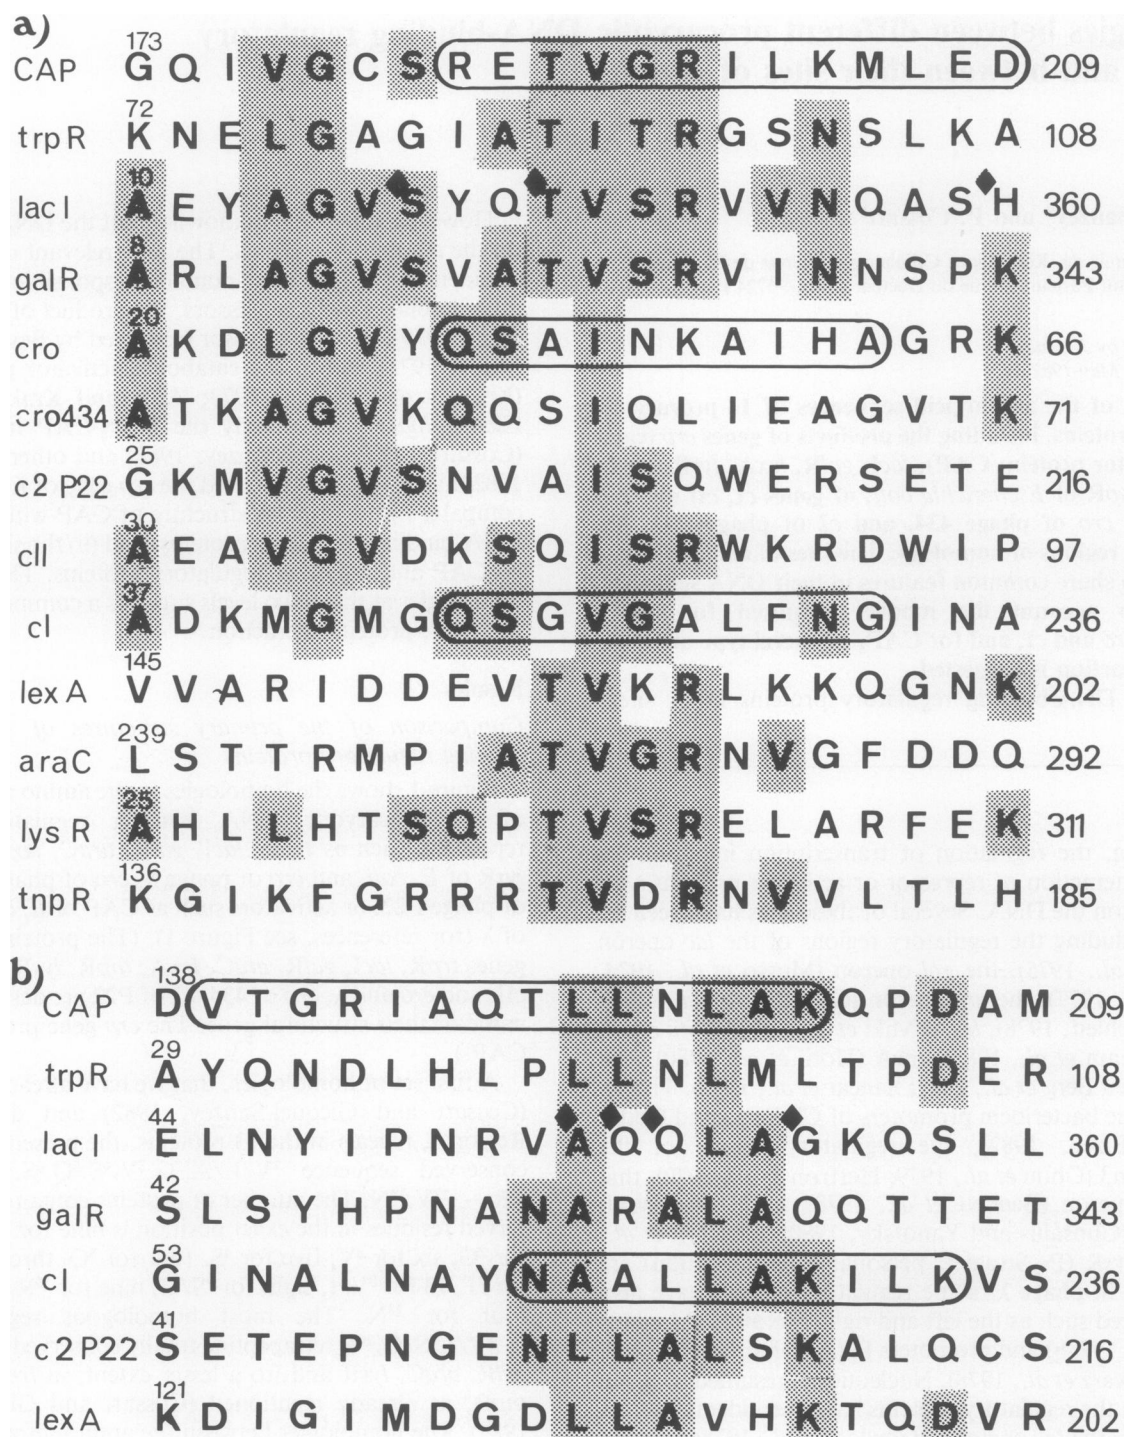 a)
173
CAP G Q I V G C S R E T V G R I L K M L E D 209
72
trpR K N E L G A G I A T I T R G S N S L K A 108
10
lacI A E Y A G V S Y Q T V S R V V N Q A S H 360
8
galR A R L A G V S V A T V S R V I N N S P K 343
20
cro A K D L G V Y Q S A I N K A I H A G R K 66
cro434 A T K A G V K Q Q S I Q L I E A G V T K
25
c2 P22 G K M V G V S N V A I S Q W E R S E T E 216
30
cII A E A V G V D K S Q I S R W K R D W I P 97
37
cI A D K M G M G Q S G V G A L F N G I N A 236
145
lexA V V A R I D D E V T V K R L K K Q G N K 202
239
araC L S T T R M P I A T V G R N V G F D D Q 292
25
lysR A H L L H T S Q P T V S R E L A R F E K 311
136
tnpR K G I K F G R R R T V D R N V V L T L H 185
b)
138
CAP D V T G R I A Q T L L N L A K Q P D A M 209
29
trpR A Y Q N D L H L P L L N L M L T P D E R 108
44
lacI E L N Y I P N R V A Q Q L A G K Q S L L 360
42
galR S L S Y H P N A N A R A L A Q Q T T E T 343
53
cI G I N A L N A Y N A A L L A K I L K V S 236
41
c2P22 S E T E P N G E N L L A L S K A L Q C S 216
121
lexA K D I G I M D G D L L A V H K T Q D V R 202